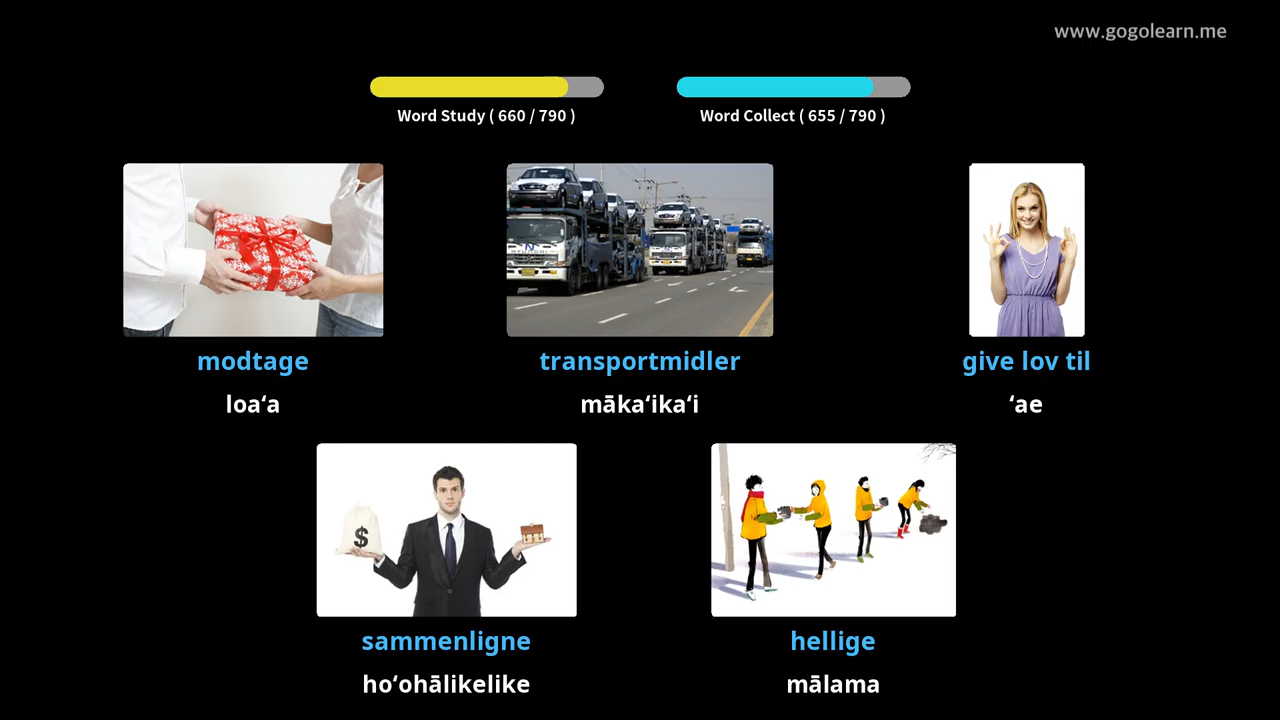 www.gogolearn.me
Word Study ( 660 / 790 )
Word Collect ( 655 / 790 )
modtage
transportmidler
give lov til
loaʻa
mākaʻikaʻi
ʻae
sammenligne
hellige
hoʻohālikelike
mālama